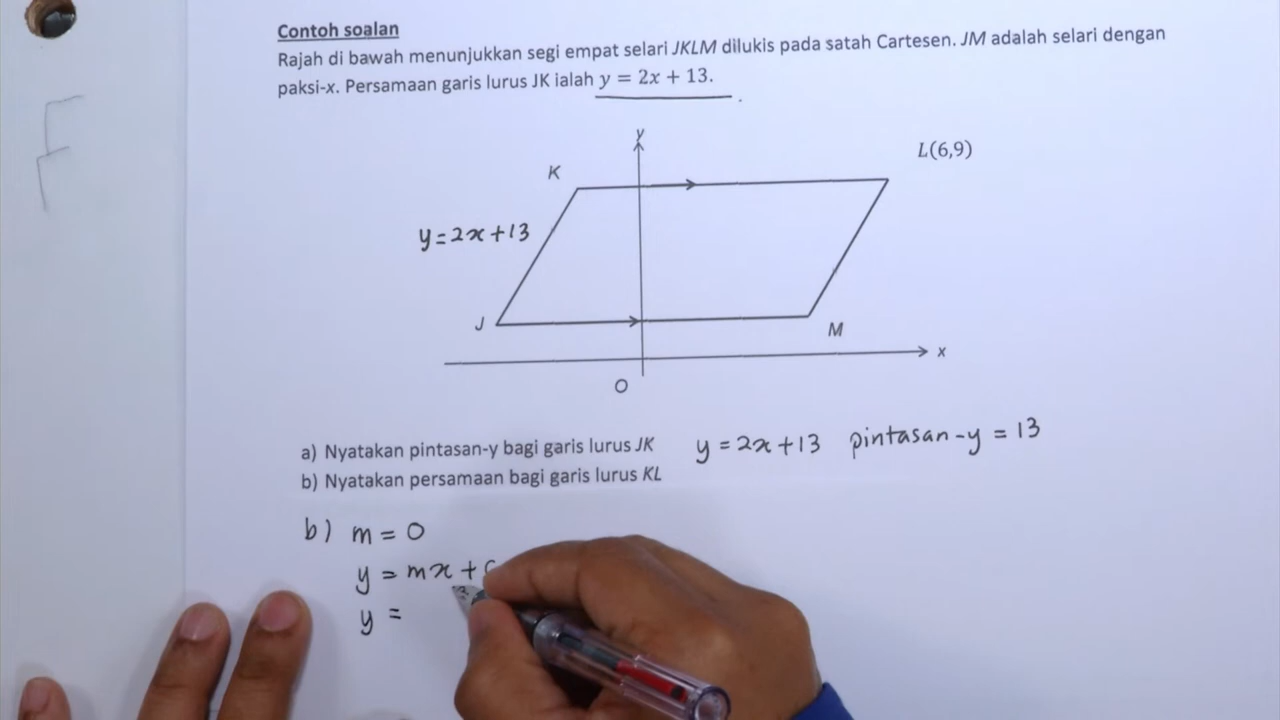 Contoh soalan
Rajah di bawah menunjukkan segi empat selari JKLM dilukis pada satah Cartesen. JM adalah selari dengan
paksi-x. Persamaan garis lurus JK ialah y = 2x + 13.
y
L(6,9)
K
y = 2x + 13
J
M
x
O
a) Nyatakan pintasan-y bagi garis lurus JK y = 2x + 13 pintasan-y = 13
b) Nyatakan persamaan bagi garis lurus KL
b) m = 0
y = mx +
y =